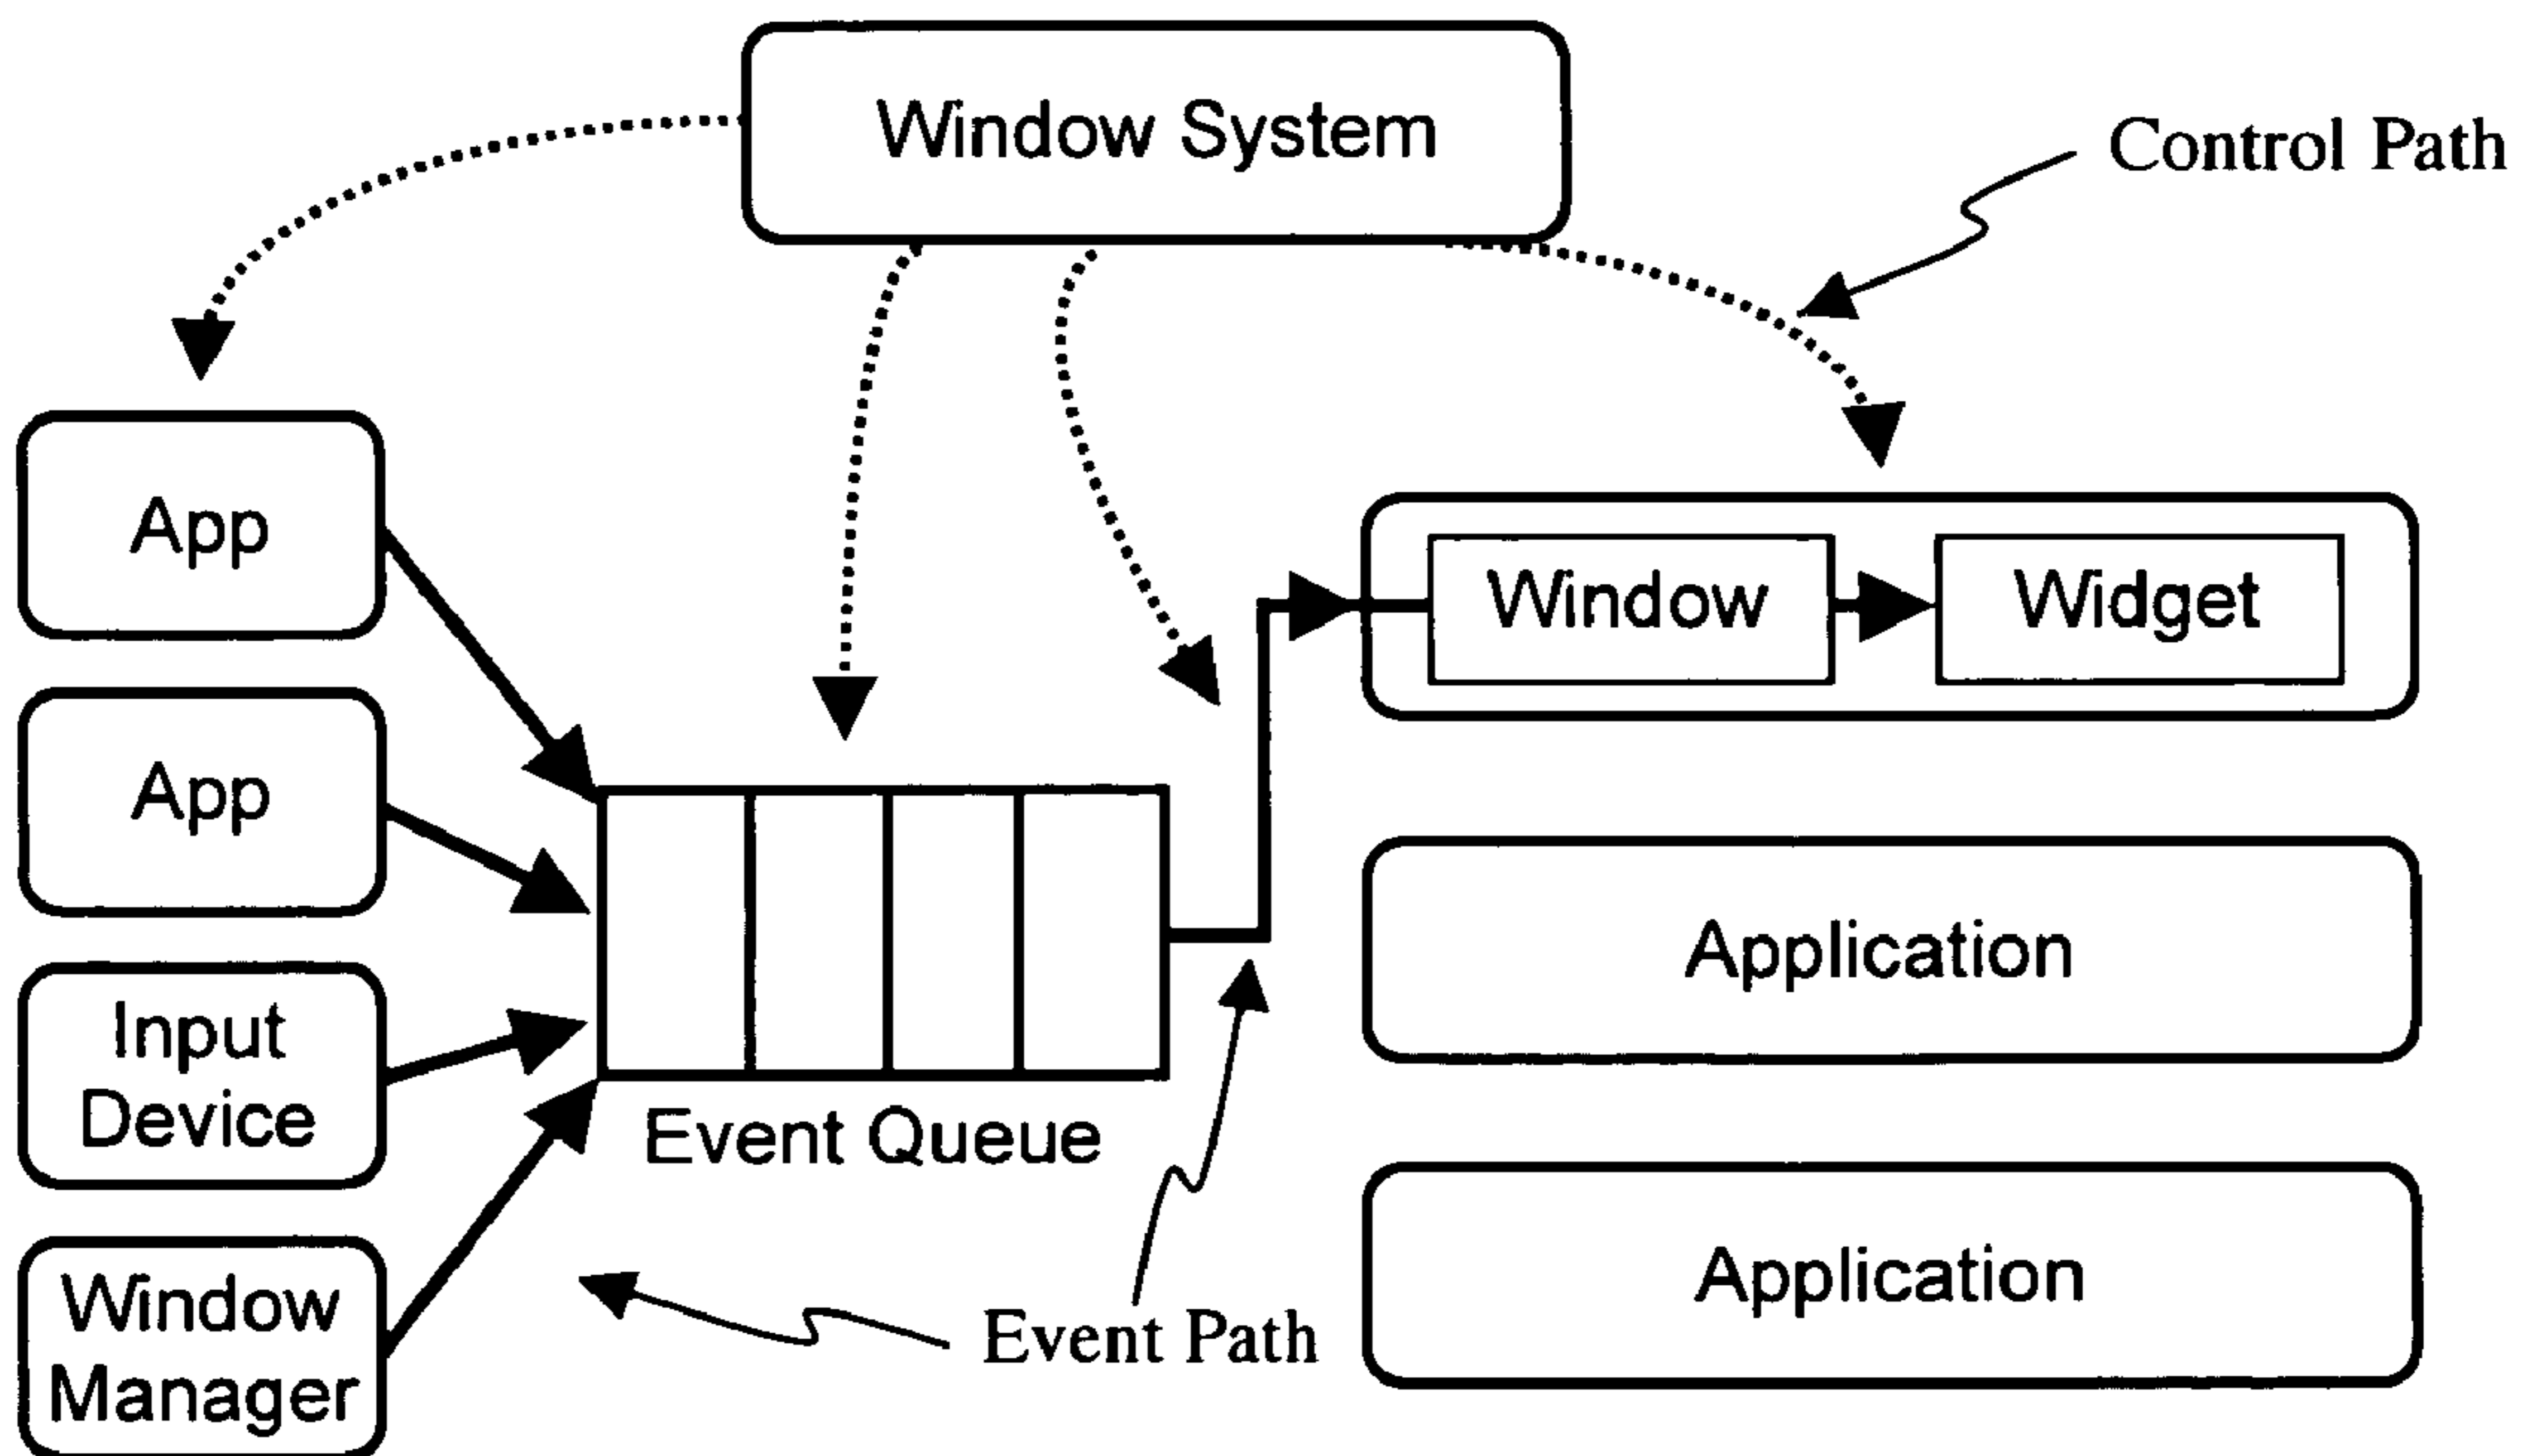 Window System
Control Path
App
Window
Widget
App
Application
Input
Device
Event Queue
Application
Event Path
Window
Manager